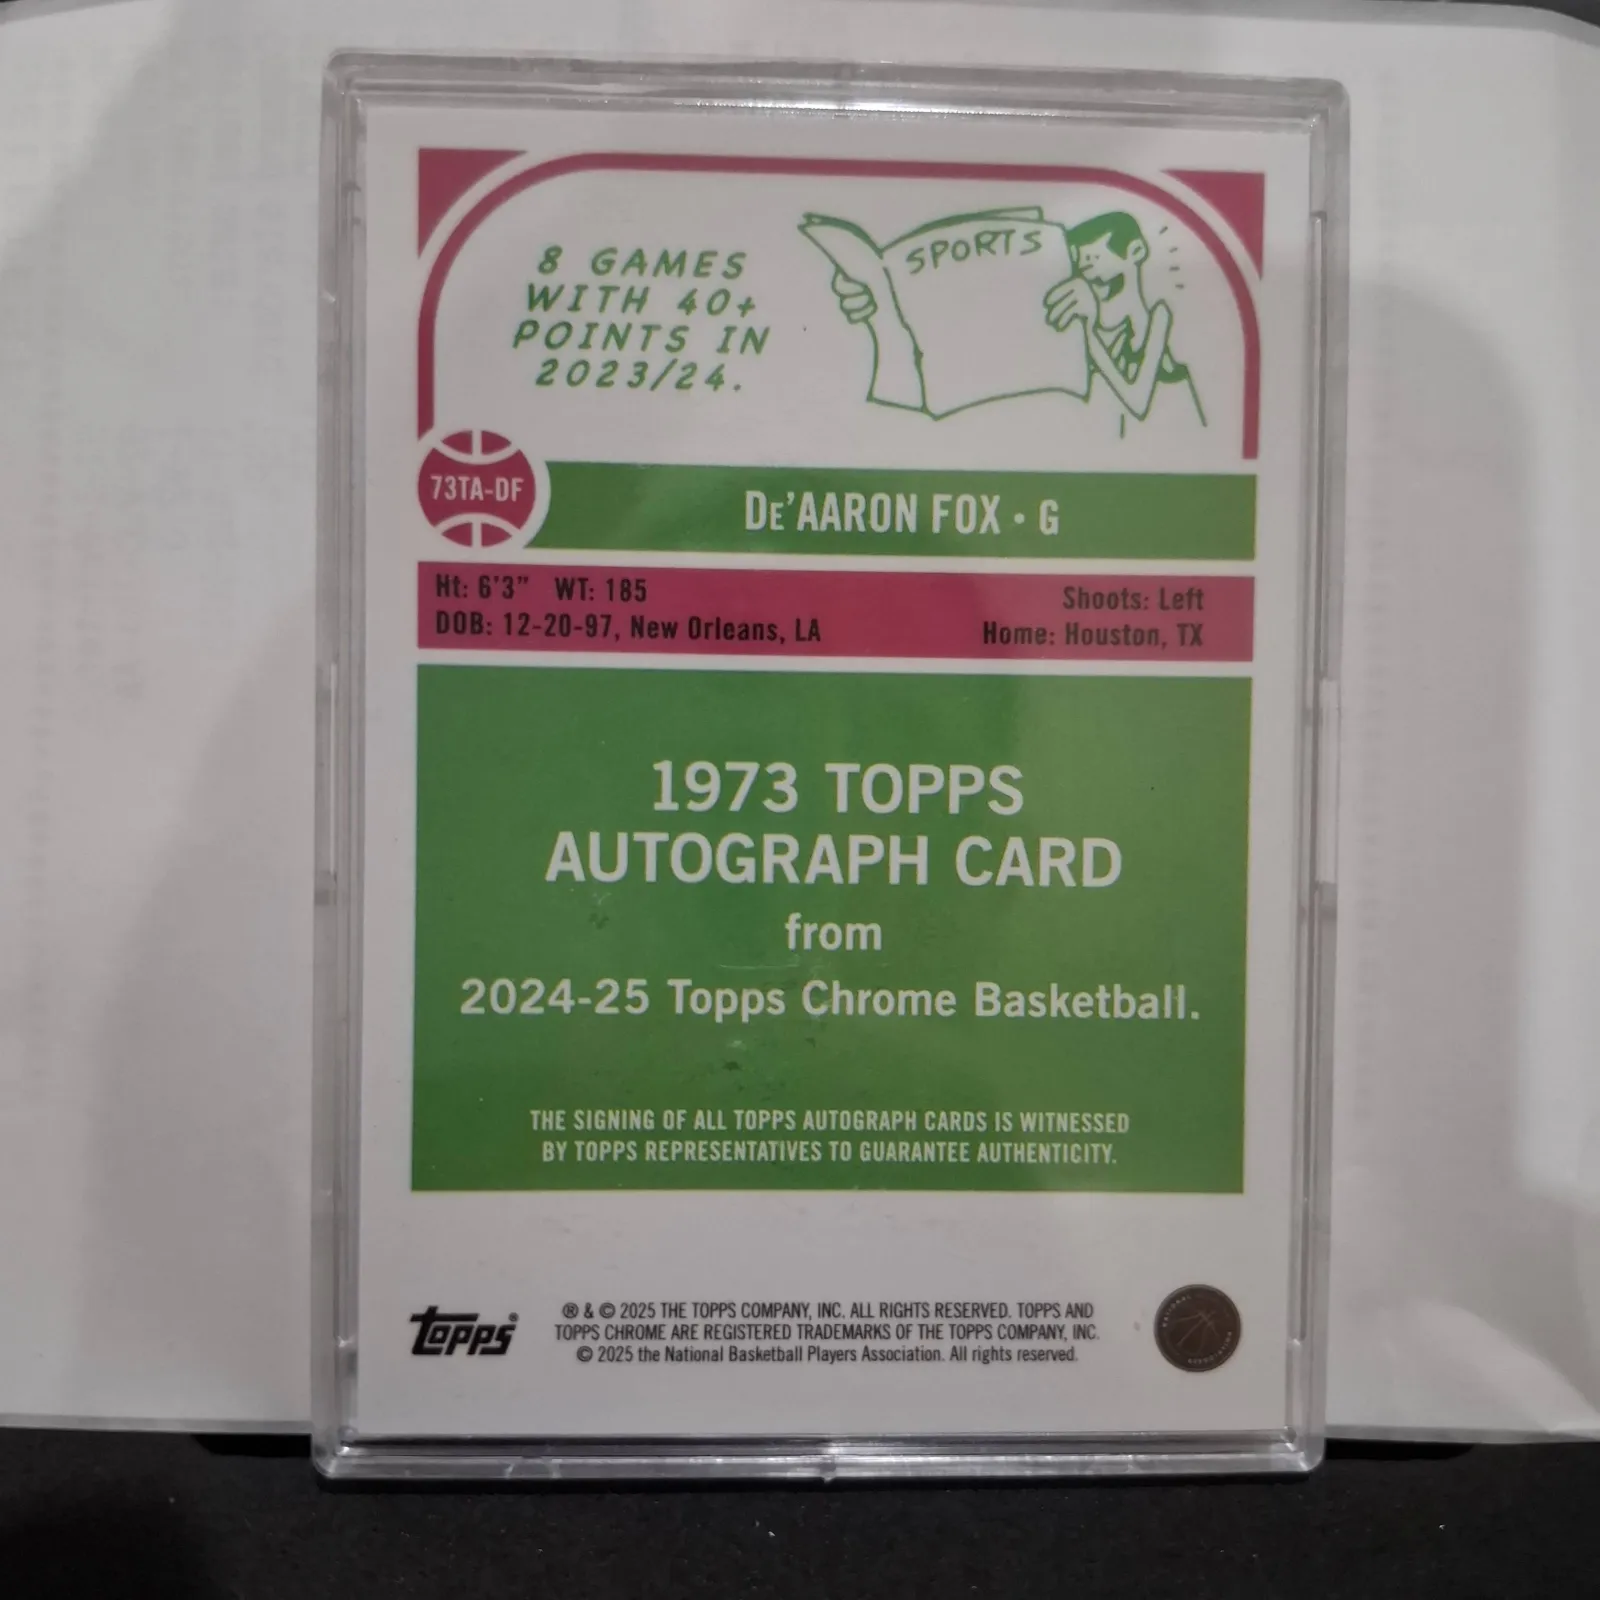 8 GAMES
WITH 40+
POINTS IN
2023/24.
SPORTS
73TA-DF
De'AARON FOX • G
Ht: 6'3" WT: 185
DOB: 12-20-97, New Orleans, LA
Shoots: Left
Home: Houston, TX
1973 TOPPS
AUTOGRAPH CARD
from
2024-25 Topps Chrome Basketball.
THE SIGNING OF ALL TOPPS AUTOGRAPH CARDS IS WITNESSED
BY TOPPS REPRESENTATIVES TO GUARANTEE AUTHENTICITY.
topps®
® & © 2025 THE TOPPS COMPANY, INC. ALL RIGHTS RESERVED. TOPPS AND
TOPPS CHROME ARE REGISTERED TRADEMARKS OF THE TOPPS COMPANY, INC.
© 2025 the National Basketball Players Association. All rights reserved.